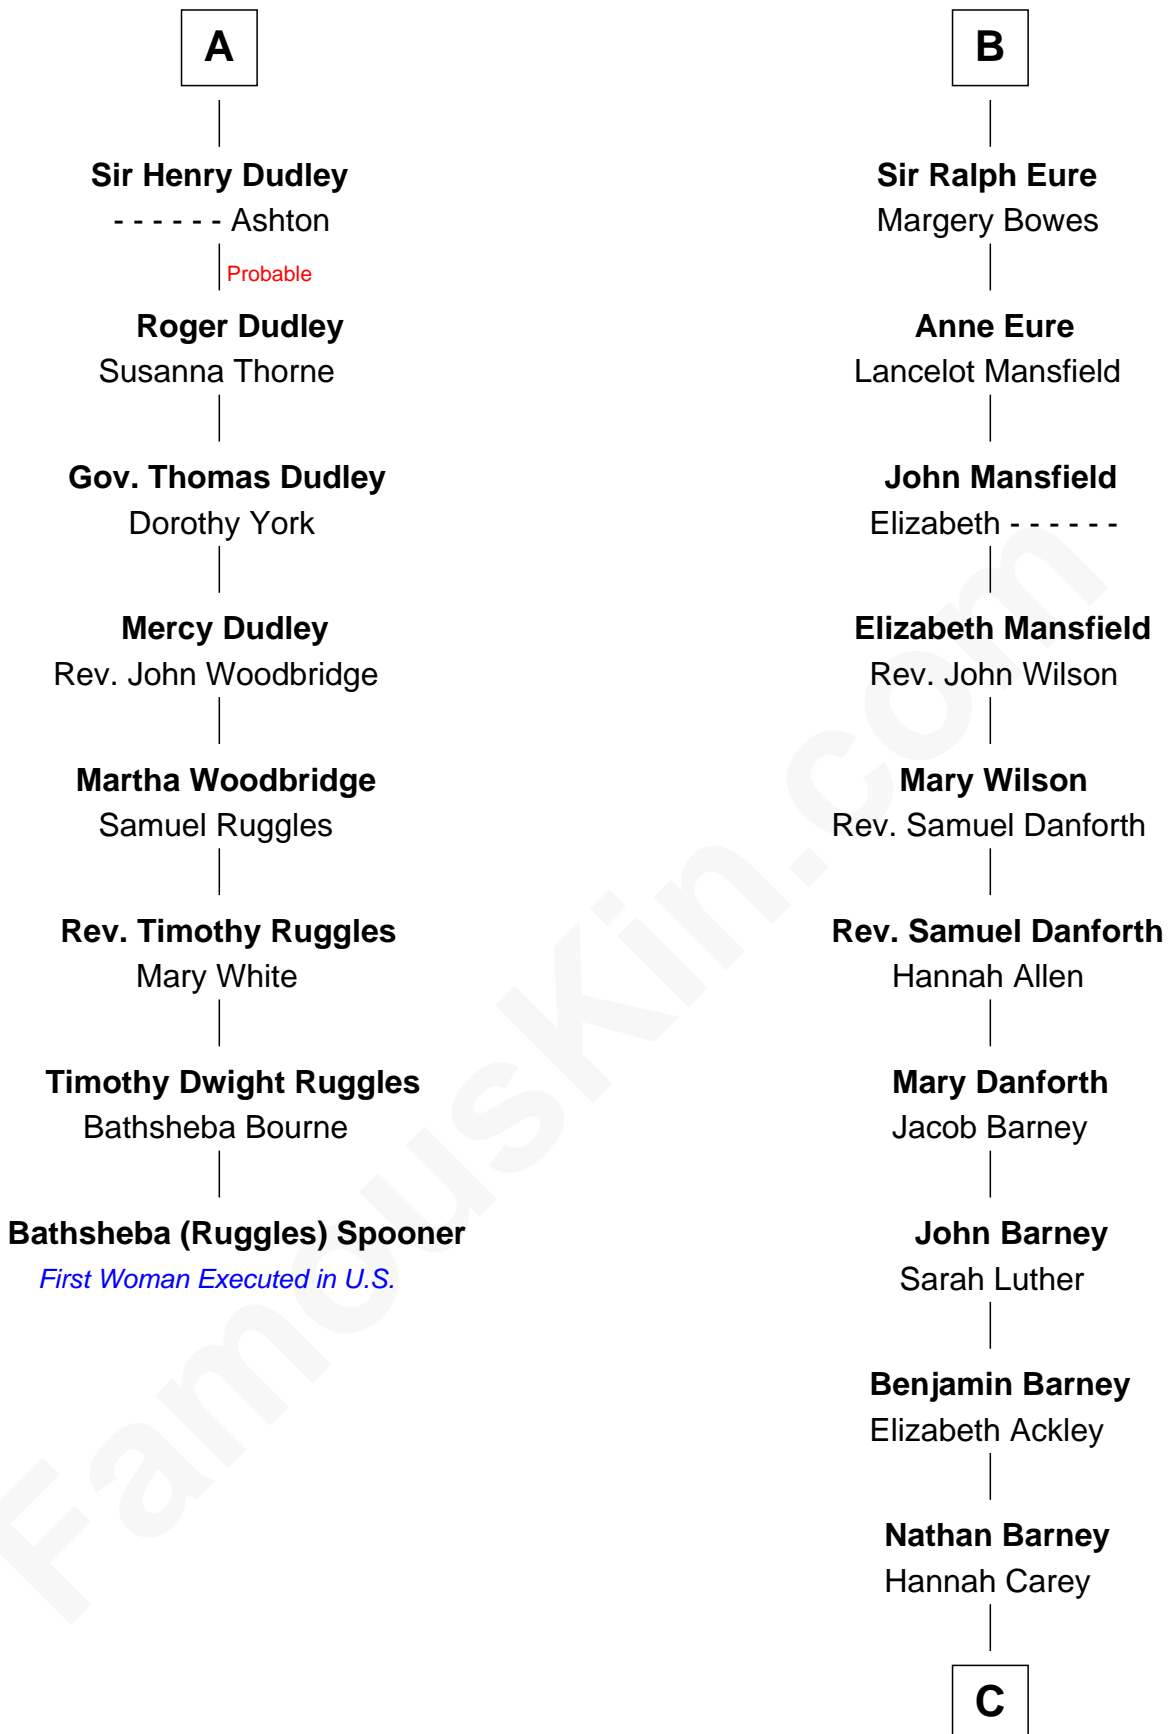 A
Sir Henry Dudley
- - - - - - Ashton
Probable
Roger Dudley
Susanna Thorne
Gov. Thomas Dudley
Dorothy York
Mercy Dudley
Rev. John Woodbridge
Martha Woodbridge
Samuel Ruggles
Rev. Timothy Ruggles
Mary White
Timothy Dwight Ruggles
Bathsheba Bourne
Bathsheba (Ruggles) Spooner
First Woman Executed in U.S.
B
Sir Ralph Eure
Margery Bowes
Anne Eure
Lancelot Mansfield
John Mansfield
Elizabeth - - - - - -
Elizabeth Mansfield
Rev. John Wilson
Mary Wilson
Rev. Samuel Danforth
Rev. Samuel Danforth
Hannah Allen
Mary Danforth
Jacob Barney
John Barney
Sarah Luther
Benjamin Barney
Elizabeth Ackley
Nathan Barney
Hannah Carey
C
FamousKin.com